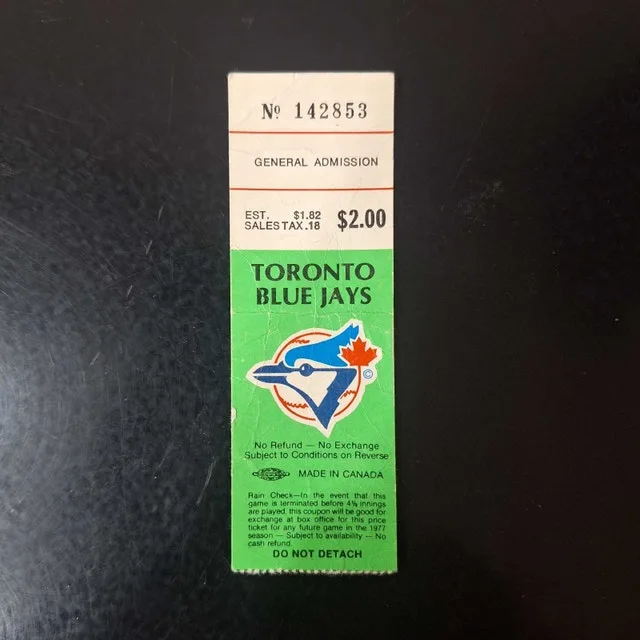 Nº 142853
GENERAL ADMISSION
EST. $1.82
SALES TAX .18 $2.00
TORONTO
BLUE JAYS
©
No Refund — No Exchange
Subject to Conditions on Reverse
MADE IN CANADA
Rain Check—In the event that this
game is terminated before 4½ innings
are played, this coupon will be good for
exchange at box office for this price
ticket for any future game in the 1977
season — Subject to availability — No
cash refund.
DO NOT DETACH